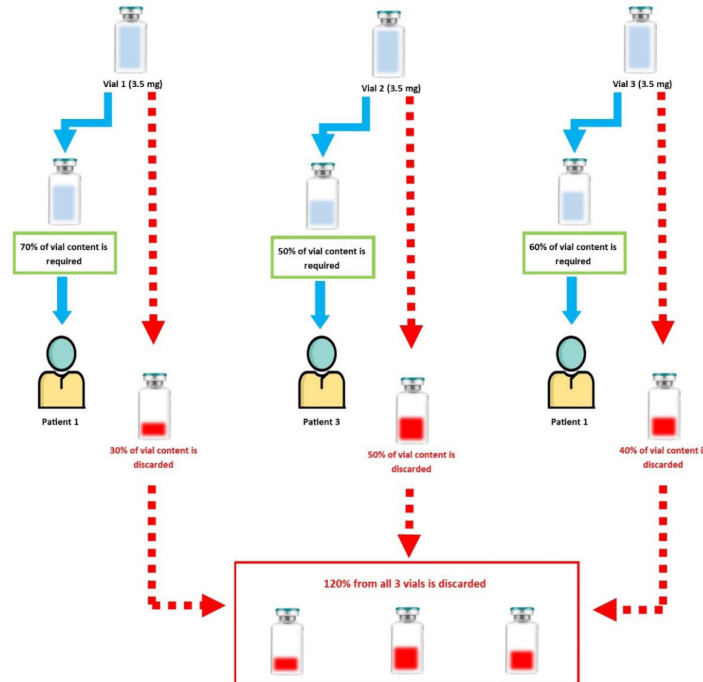 Vial 1 (3.5 mg)
Vial 2 (3.5 mg)
Vial 3 (3.5 mg)
70% of vial content is
required
50% of vial content is
required
60% of vial content is
required
Patient 1
Patient 3
Patient 1
30% of vial content is
discarded
50% of vial content is
discarded
40% of vial content i
discarded
120% from all 3 vials is discarded